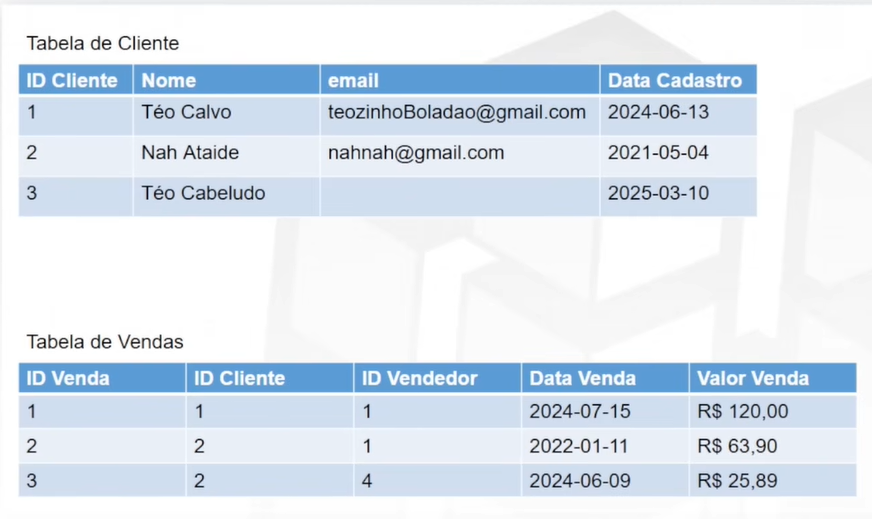 Tabela de Cliente
ID Cliente Nome email Data Cadastro
1 Téo Calvo teozinhoBoladao@gmail.com 2024-06-13
2 Nah Ataide nahnah@gmail.com 2021-05-04
3 Téo Cabeludo 2025-03-10
Tabela de Vendas
ID Venda ID Cliente ID Vendedor Data Venda Valor Venda
1 1 1 2024-07-15 R$ 120,00
2 2 1 2022-01-11 R$ 63,90
3 2 4 2024-06-09 R$ 25,89